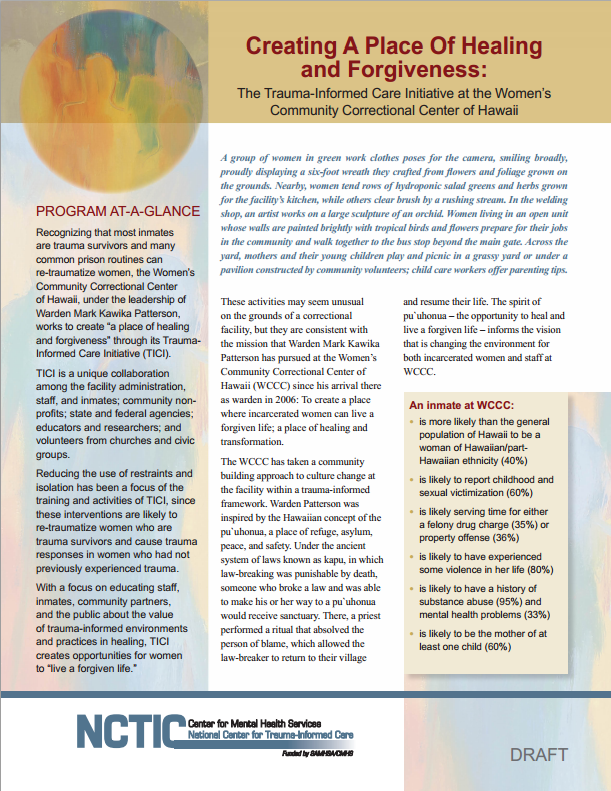 Creating A Place Of Healing
and Forgiveness:
The Trauma-Informed Care Initiative at the Women's
Community Correctional Center of Hawaii
A group of women in green work clothes poses for the camera, smiling broadly,
proudly displaying a six-foot wreath they crafted from flowers and foliage grown on
the grounds. Nearby, women tend rows of hydroponic salad greens and herbs grown
for the facility's kitchen, while others clear brush by a rushing stream. In the welding
shop, an artist works on a large sculpture of an orchid. Women living in an open unit
whose walls are painted brightly with tropical birds and flowers prepare for their jobs
in the community and walk together to the bus stop beyond the main gate. Across the
yard, mothers and their young children play and picnic in a grassy yard or under a
pavilion constructed by community volunteers; child care workers offer parenting tips.
PROGRAM AT-A-GLANCE
Recognizing that most inmates
are trauma survivors and many
common prison routines can
re-traumatize women, the Women's
Community Correctional Center
of Hawaii, under the leadership of
Warden Mark Kawika Patterson,
works to create "a place of healing
and forgiveness" through its Trauma-
Informed Care Initiative (TICI).
TICI is a unique collaboration
among the facility administration,
staff, and inmates; community non-
profits; state and federal agencies;
educators and researchers; and
volunteers from churches and civic
groups.
Reducing the use of restraints and
isolation has been a focus of the
training and activities of TICI, since
these interventions are likely to
re-traumatize women who are
trauma survivors and cause trauma
responses in women who had not
previously experienced trauma.
With a focus on educating staff,
inmates, community partners,
and the public about the value
of trauma-informed environments
and practices in healing, TICI
creates opportunities for women
to "live a forgiven life."
These activities may seem unusual
on the grounds of a correctional
facility, but they are consistent with
the mission that Warden Mark Kawika
Patterson has pursued at the Women's
Community Correctional Center of
Hawaii (WCCC) since his arrival there
as warden in 2006: To create a place
where incarcerated women can live a
forgiven life; a place of healing and
transformation.
The WCCC has taken a community
building approach to culture change at
the facility within a trauma-informed
framework. Warden Patterson was
inspired by the Hawaiian concept of the
pu`uhonua, a place of refuge, asylum,
peace, and safety. Under the ancient
system of laws known as kapu, in which
law-breaking was punishable by death,
someone who broke a law and was able
to make his or her way to a pu`uhonua
would receive sanctuary. There, a priest
performed a ritual that absolved the
person of blame, which allowed the
law-breaker to return to their village
and resume their life. The spirit of
pu`uhonua – the opportunity to heal and
live a forgiven life – informs the vision
that is changing the environment for
both incarcerated women and staff at
WCCC.
An inmate at WCCC:
• is more likely than the general
population of Hawaii to be a
woman of Hawaiian/part-
Hawaiian ethnicity (40%)
• is likely to report childhood and
sexual victimization (60%)
• is likely serving time for either
a felony drug charge (35%) or
property offense (36%)
• is likely to have experienced
some violence in her life (80%)
• is likely to have a history of
substance abuse (95%) and
mental health problems (33%)
• is likely to be the mother of at
least one child (60%)
NCTIC Center for Mental Health Services
National Center for Trauma-Informed Care
Funded by SAMHSA/CMHS
DRAFT